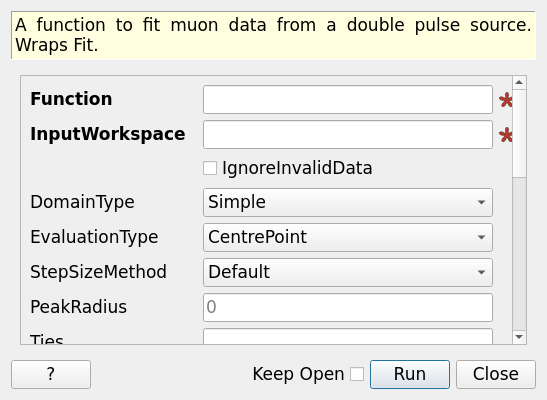 A function to fit muon data from a double pulse source.
Wraps Fit.
Function
InputWorkspace
IgnoreInvalidData
DomainType Simple
EvaluationType CentrePoint
StepSizeMethod Default
PeakRadius 0
Ties
? Keep Open Run Close